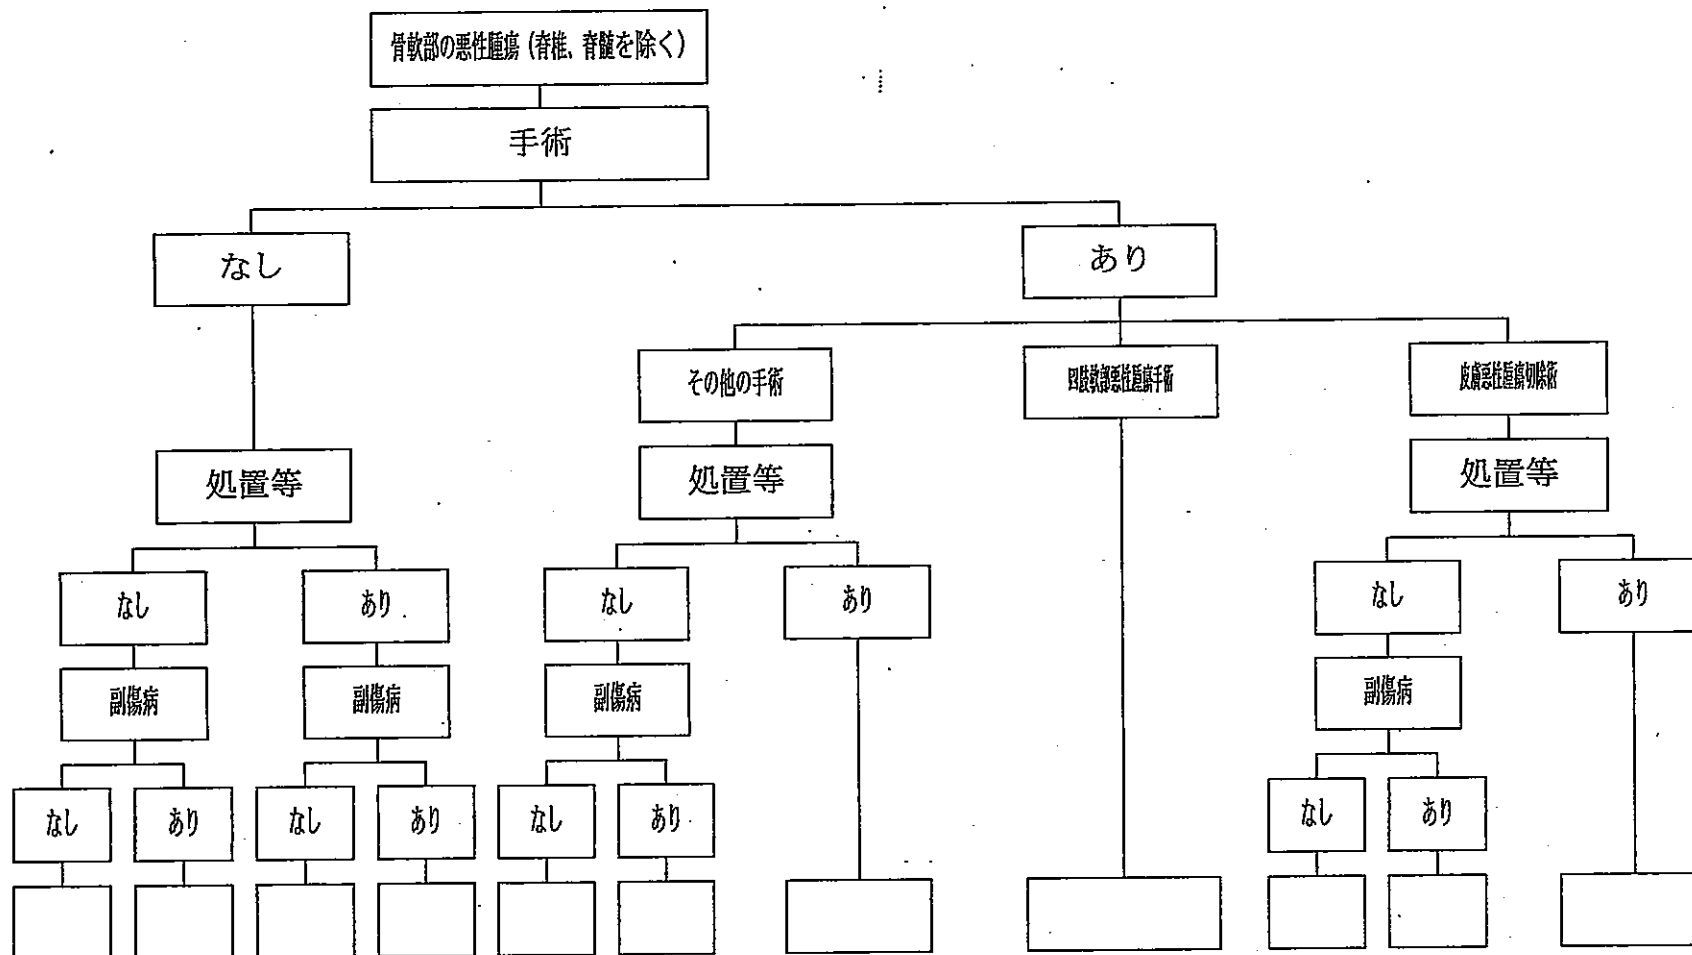 骨軟部の悪性腫瘍（脊椎、脊髄を除く）
手術
なし
あり
その他の手術
四肢軟部悪性腫瘍手術
皮膚悪性腫瘍切除術
処置等
処置等
処置等
なし
あり
なし
あり
なし
あり
副傷病
副傷病
副傷病
副傷病
なし
あり
なし
あり
なし
あり
なし
あり